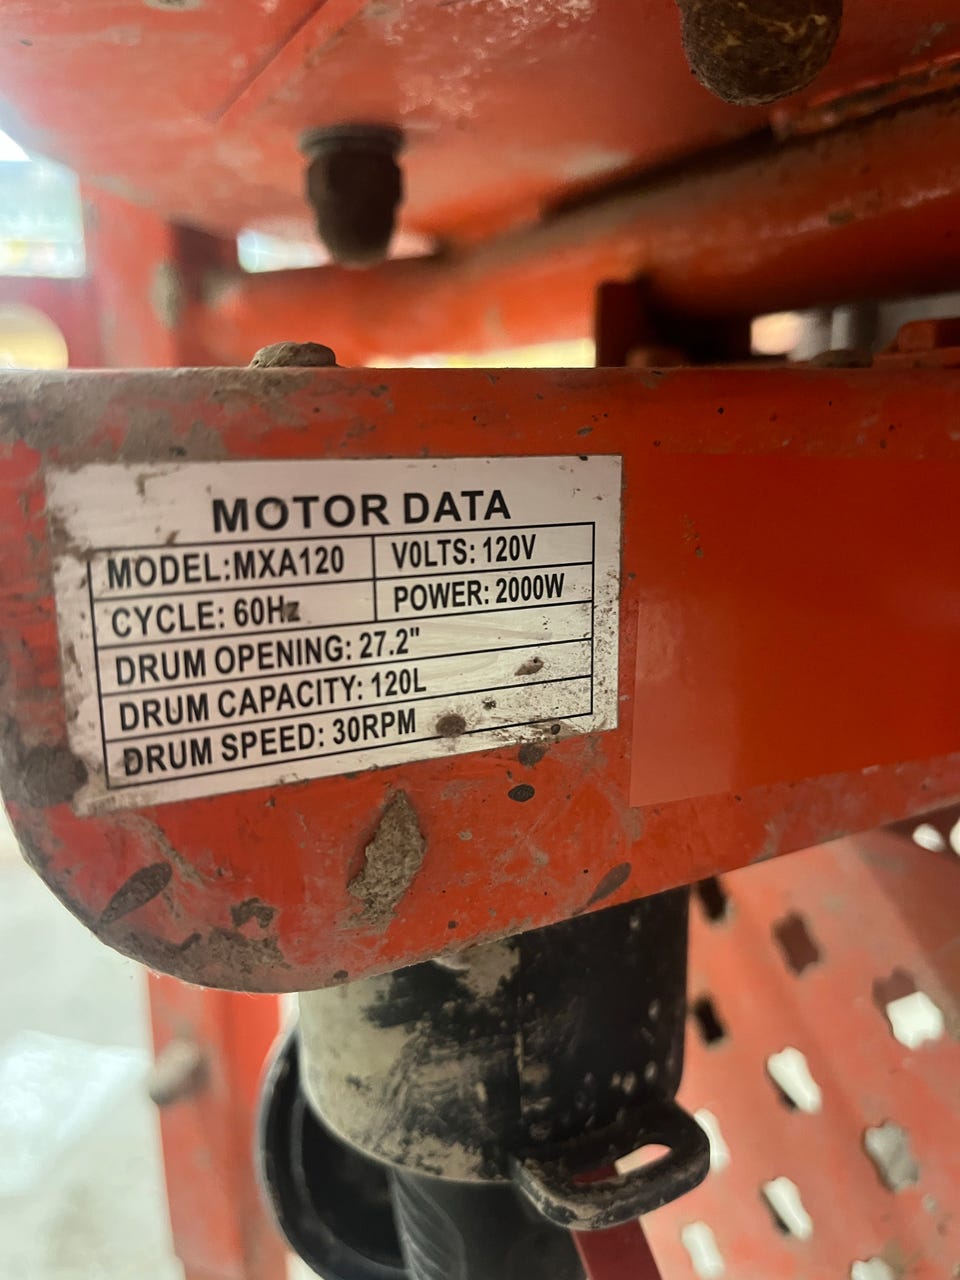 MOTOR DATA
MODEL:MXA120 VOLTS: 120V
CYCLE: 60Hz POWER: 2000W
DRUM OPENING: 27.2"
DRUM CAPACITY: 120L
DRUM SPEED: 30RPM